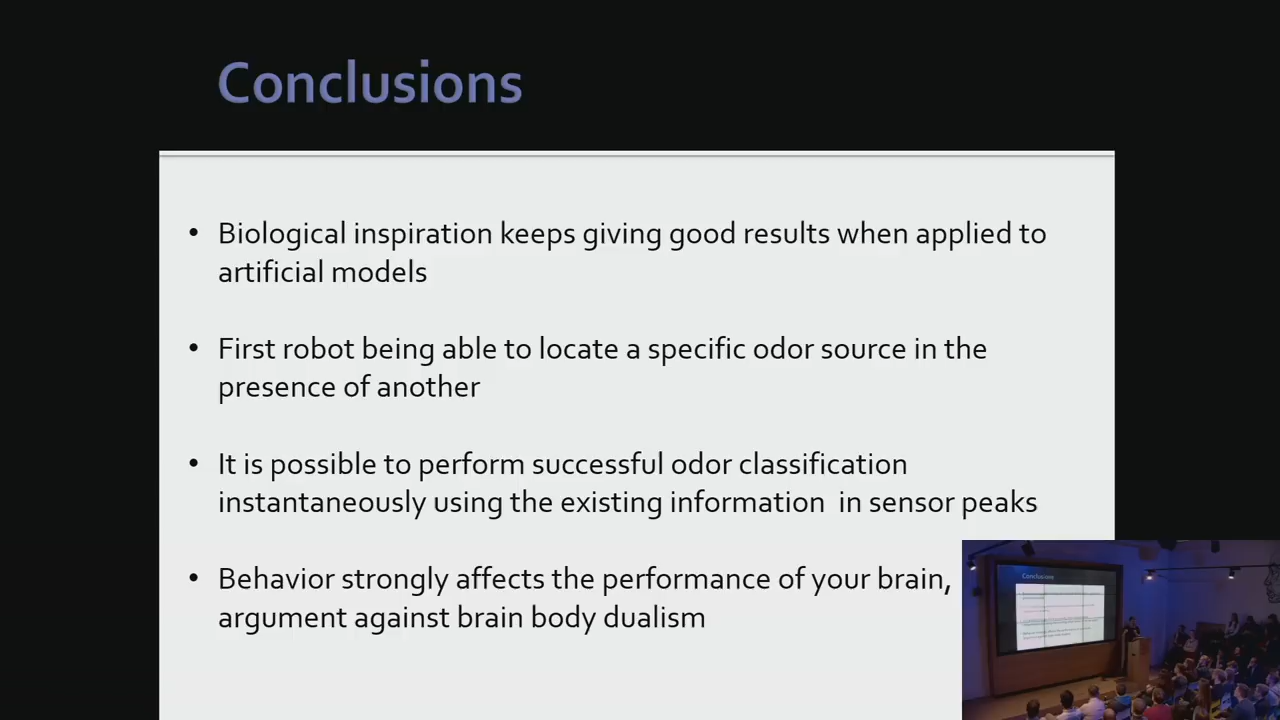 Conclusions
• Biological inspiration keeps giving good results when applied to
artificial models
• First robot being able to locate a specific odor source in the
presence of another
• It is possible to perform successful odor classification
instantaneously using the existing information  in sensor peaks
• Behavior strongly affects the performance of your brain,
argument against brain body dualism
Conclusions